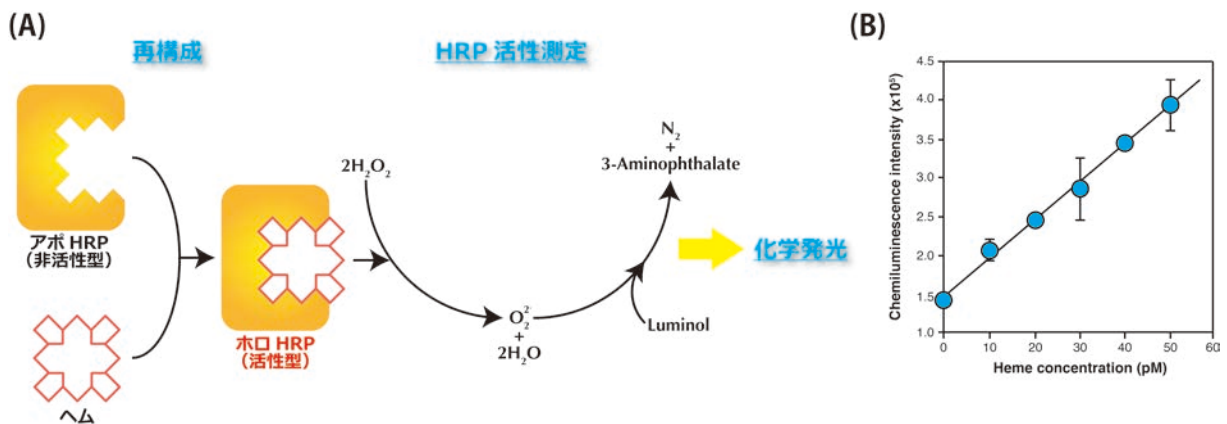 (A)
再構成
HRP 活性測定
アポ HRP
（非活性型）
ヘム
ホロ HRP
（活性型）
2H₂O₂
O₂²
+
2H₂O
Luminol
N₂
+
3-Aminophthalate
化学発光
(B)
Chemiluminescence intensity (x10⁵)
4.5
4.0
3.5
3.0
2.5
2.0
1.5
1.0
0 10 20 30 40 50 60
Heme concentration (pM)